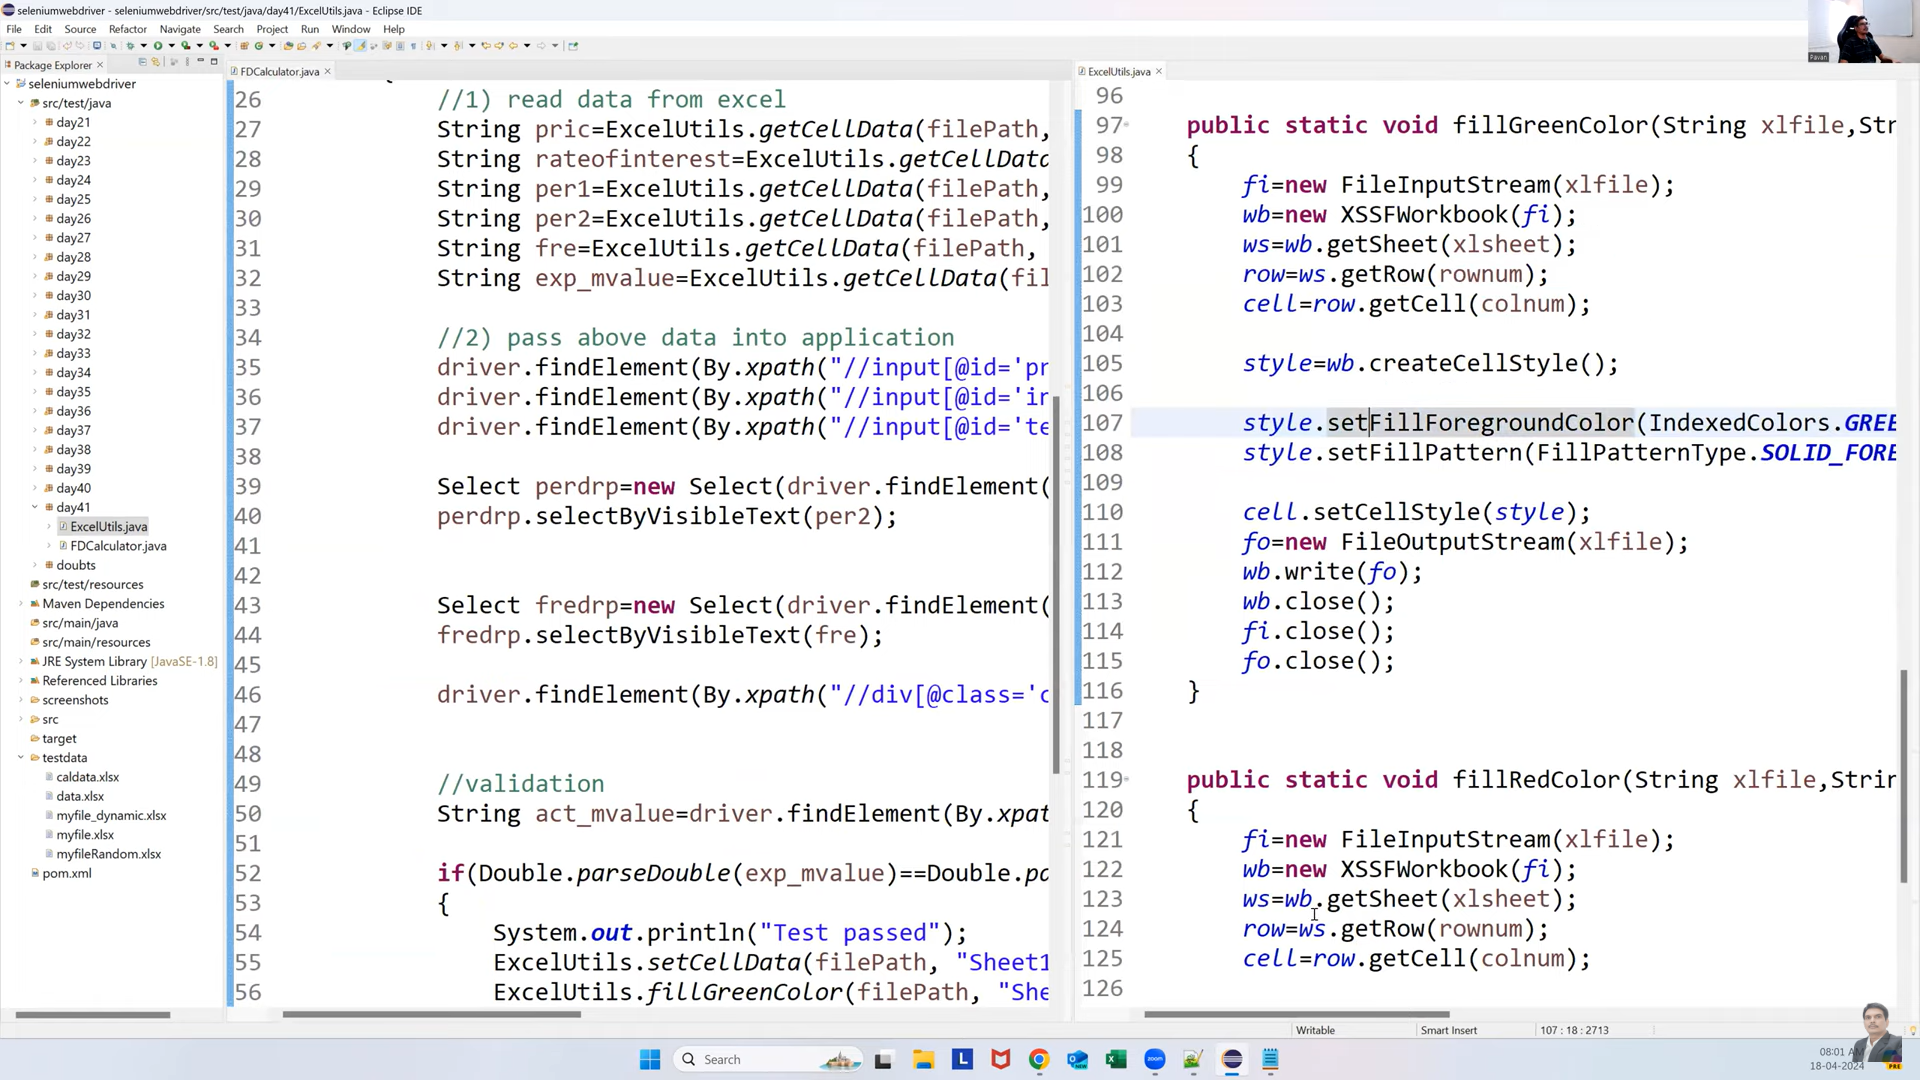 seleniumwebdriver - seleniumwebdriver/src/test/java/day41/ExcelUtils.java - Eclipse IDE
File Edit Source Refactor Navigate Search Project Run Window Help
Package Explorer
seleniumwebdriver
src/test/java
day21
day22
day23
day24
day25
day26
day27
day28
day29
day30
day31
day32
day33
day34
day35
day36
day37
day38
day39
day40
day41
ExcelUtils.java
FDCalculator.java
doubts
src/test/resources
Maven Dependencies
src/main/java
src/main/resources
JRE System Library [JavaSE-1.8]
Referenced Libraries
screenshots
src
target
testdata
caldata.xlsx
data.xlsx
myfile_dynamic.xlsx
myfile.xlsx
myfileRandom.xlsx
pom.xml
FDCalculator.java
26 //1) read data from excel
27 String pric=ExcelUtils.getCellData(filePath,
28 String rateofinterest=ExcelUtils.getCellData
29 String per1=ExcelUtils.getCellData(filePath,
30 String per2=ExcelUtils.getCellData(filePath,
31 String fre=ExcelUtils.getCellData(filePath,
32 String exp_mvalue=ExcelUtils.getCellData(fil
33
34 //2) pass above data into application
35 driver.findElement(By.xpath("//input[@id='pr
36 driver.findElement(By.xpath("//input[@id='in
37 driver.findElement(By.xpath("//input[@id='te
38
39 Select perdrp=new Select(driver.findElement(
40 perdrp.selectByVisibleText(per2);
41
42
43 Select fredrp=new Select(driver.findElement(
44 fredrp.selectByVisibleText(fre);
45
46 driver.findElement(By.xpath("//div[@class='c
47
48
49 //validation
50 String act_mvalue=driver.findElement(By.xpat
51
52 if(Double.parseDouble(exp_mvalue)==Double.pa
53 {
54 System.out.println("Test passed");
55 ExcelUtils.setCellData(filePath, "Sheet1
56 ExcelUtils.fillGreenColor(filePath, "She
ExcelUtils.java
96
97 public static void fillGreenColor(String xlfile,Str
98 {
99 fi=new FileInputStream(xlfile);
100 wb=new XSSFWorkbook(fi);
101 ws=wb.getSheet(xlsheet);
102 row=ws.getRow(rownum);
103 cell=row.getCell(colnum);
104
105 style=wb.createCellStyle();
106
107 style.setFillForegroundColor(IndexedColors.GREE
108 style.setFillPattern(FillPatternType.SOLID_FORE
109
110 cell.setCellStyle(style);
111 fo=new FileOutputStream(xlfile);
112 wb.write(fo);
113 wb.close();
114 fi.close();
115 fo.close();
116 }
117
118
119 public static void fillRedColor(String xlfile,Strin
120 {
121 fi=new FileInputStream(xlfile);
122 wb=new XSSFWorkbook(fi);
123 ws=wb.getSheet(xlsheet);
124 row=ws.getRow(rownum);
125 cell=row.getCell(colnum);
126
Writable Smart Insert 107 : 18 : 2713
Search
08:01 AM
18-04-2024
Pavan